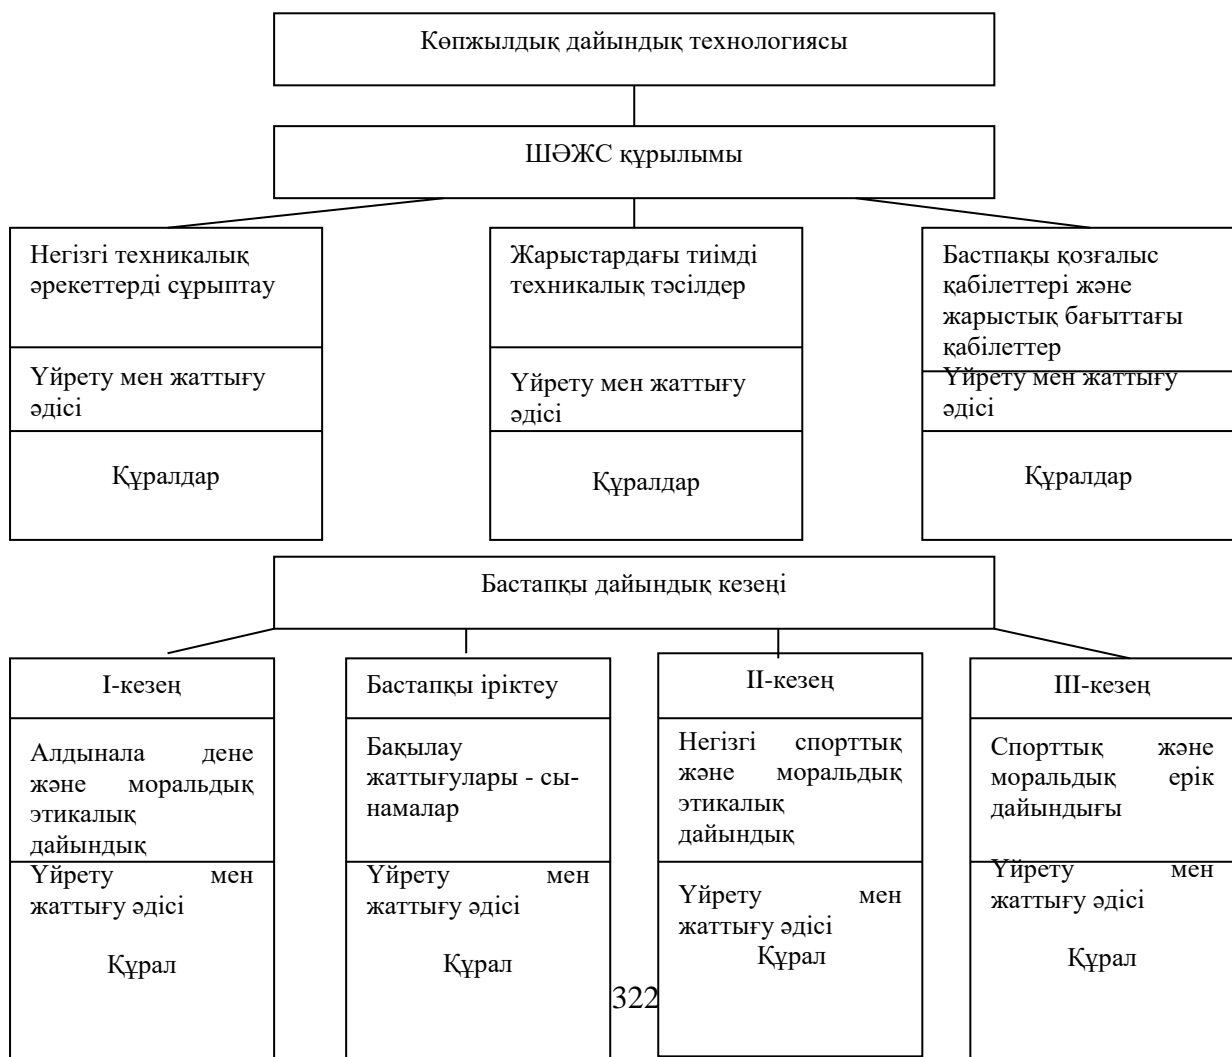 Көпжылдық дайындық технологиясы
ШӘЖС құрылымы
Негізгі техникалық
әрекеттерді сұрыптау
Үйрету мен жаттығу
әдісі
Құралдар
Жарыстардағы тиімді
техникалық тәсілдер
Үйрету мен жаттығу
әдісі
Құралдар
Бастпақы қозғалыс
қабілеттері және
жарыстық бағыттағы
қабілеттер
Үйрету мен жаттығу
әдісі
Құралдар
Бастапқы дайындық кезеңі
I-кезең
Алдынала дене
және моральдық
этикалық
дайындық
Үйрету мен
жаттығу әдісі
Құрал
Бастапқы іріктеу
Бақылау
жаттығулары - сы-
намалар
Үйрету мен
жаттығу әдісі
Құрал
II-кезең
Негізгі спорттық
және моральдық
этикалық
дайындық
Үйрету мен
жаттығу әдісі
Құрал
III-кезең
Спорттық және
моральдық ерік
дайындығы
Үйрету мен
жаттығу әдісі
Құрал
322